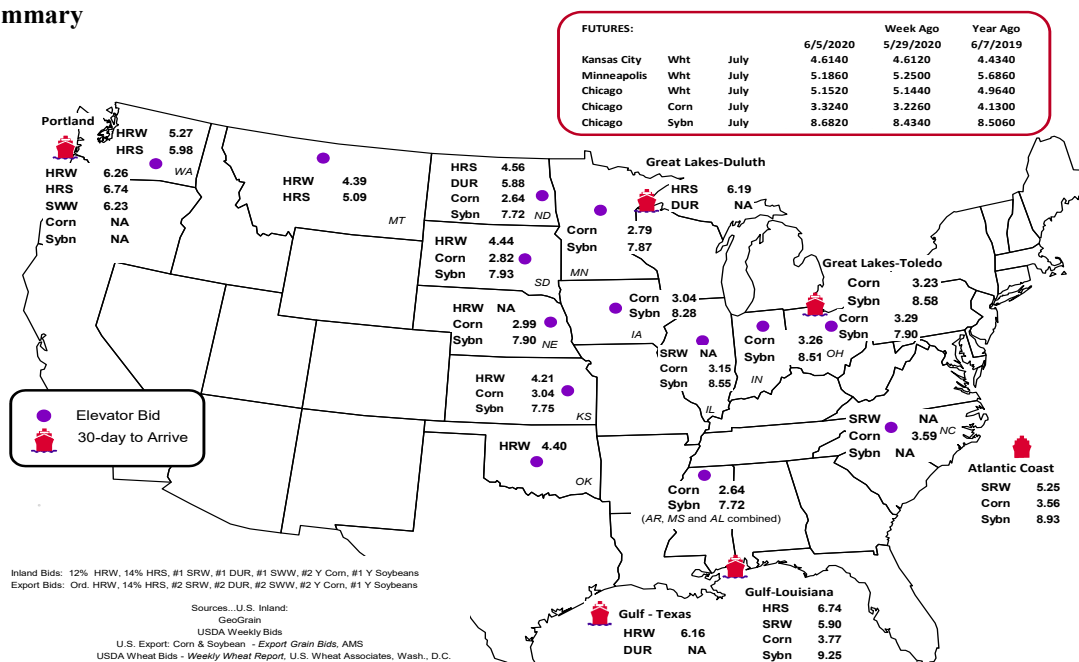 mmary
FUTURES:
Week Ago Year Ago
6/5/2020 5/29/2020 6/7/2019
Kansas City Wht July 4.6140 4.6120 4.4340
Minneapolis Wht July 5.1860 5.2500 5.6860
Chicago Wht July 5.1520 5.1440 4.9640
Chicago Corn July 3.3240 3.2260 4.1300
Chicago Sybn July 8.6820 8.4340 8.5060
Portland
HRW 5.27
HRS 5.98
WA
HRW 6.26
HRS 6.74
SWW 6.23
Corn NA
Sybn NA
HRW 4.39
HRS 5.09
MT
HRS 4.56
DUR 5.88
Corn 2.64
Sybn 7.72
ND
HRW 4.44
Corn 2.82
Sybn 7.93
SD
HRW NA
Corn 2.99
Sybn 7.90
NE
HRW 4.21
Corn 3.04
Sybn 7.75
KS
HRW 4.40
OK
Great Lakes-Duluth
HRS 6.19
DUR NA
Corn 2.79
Sybn 7.87
MN
Corn 3.04
Sybn 8.28
IA
SRW NA
Corn 3.15
Sybn 8.55
IL
Great Lakes-Toledo
Corn 3.23
Sybn 8.58
Corn 3.29
Sybn 7.90
OH
Corn 3.26
Sybn 8.51
IN
SRW NA
Corn 3.59
Sybn NA
NC
Atlantic Coast
SRW 5.25
Corn 3.56
Sybn 8.93
Corn 2.64
Sybn 7.72
(AR, MS and AL combined)
Gulf-Louisiana
HRS 6.74
SRW 5.90
Corn 3.77
Sybn 9.25
Gulf - Texas
HRW 6.16
DUR NA
Elevator Bid
30-day to Arrive
Inland Bids: 12% HRW, 14% HRS, #1 SRW, #1 DUR, #1 SWW, #2 Y Corn, #1 Y Soybeans
Export Bids: Ord. HRW, 14% HRS, #2 SRW, #2 DUR, #2 SWW, #2 Y Corn, #1 Y Soybeans
Sources...U.S. Inland:
GeoGrain
USDA Weekly Bids
U.S. Export: Corn & Soybean - Export Grain Bids, AMS
USDA Wheat Bids - Weekly Wheat Report, U.S. Wheat Associates, Wash., D.C.